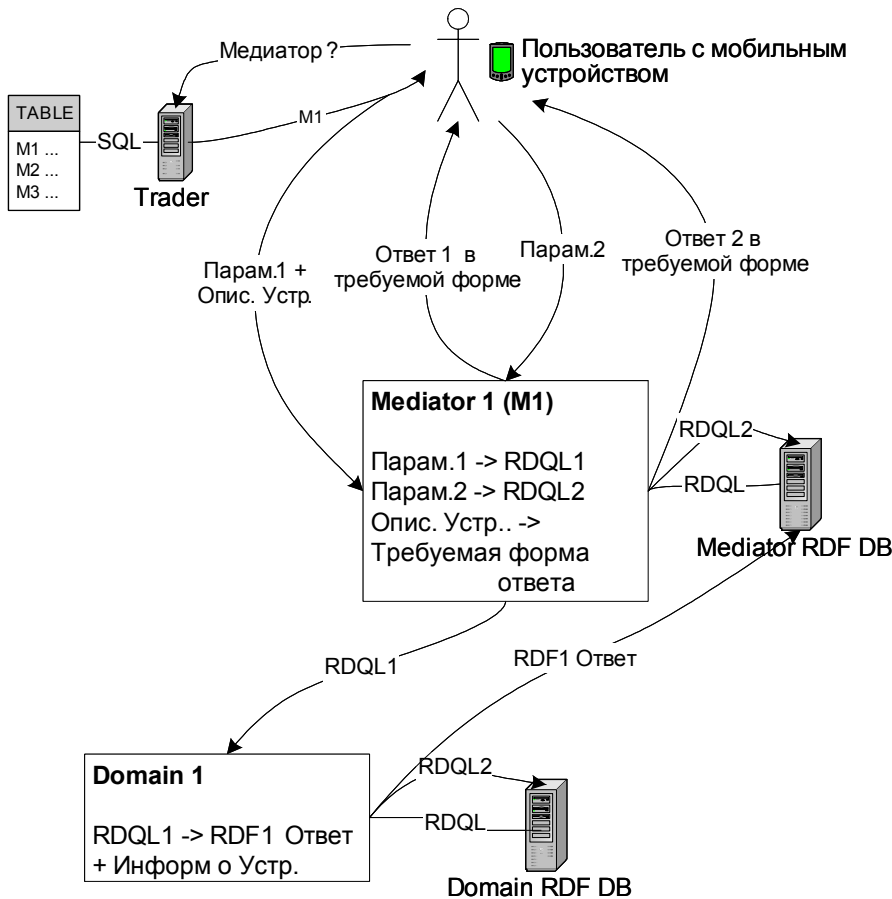 Медиатор ?
Пользователь с мобильным
устройством
TABLE
M1 ...
M2 ...
M3 ...
SQL
M1
Trader
Парам.1 +
Опис. Устр.
Ответ 1 в
требуемой форме
Парам.2
Ответ 2 в
требуемой форме
Mediator 1 (M1)
Парам.1 -> RDQL1
Парам.2 -> RDQL2
Опис. Устр.. ->
Требуемая форма
ответа
RDQL2
RDQL
Mediator RDF DB
RDQL1
RDF1 Ответ
Domain 1
RDQL1 -> RDF1 Ответ
+ Информ о Устр.
RDQL2
RDQL
Domain RDF DB